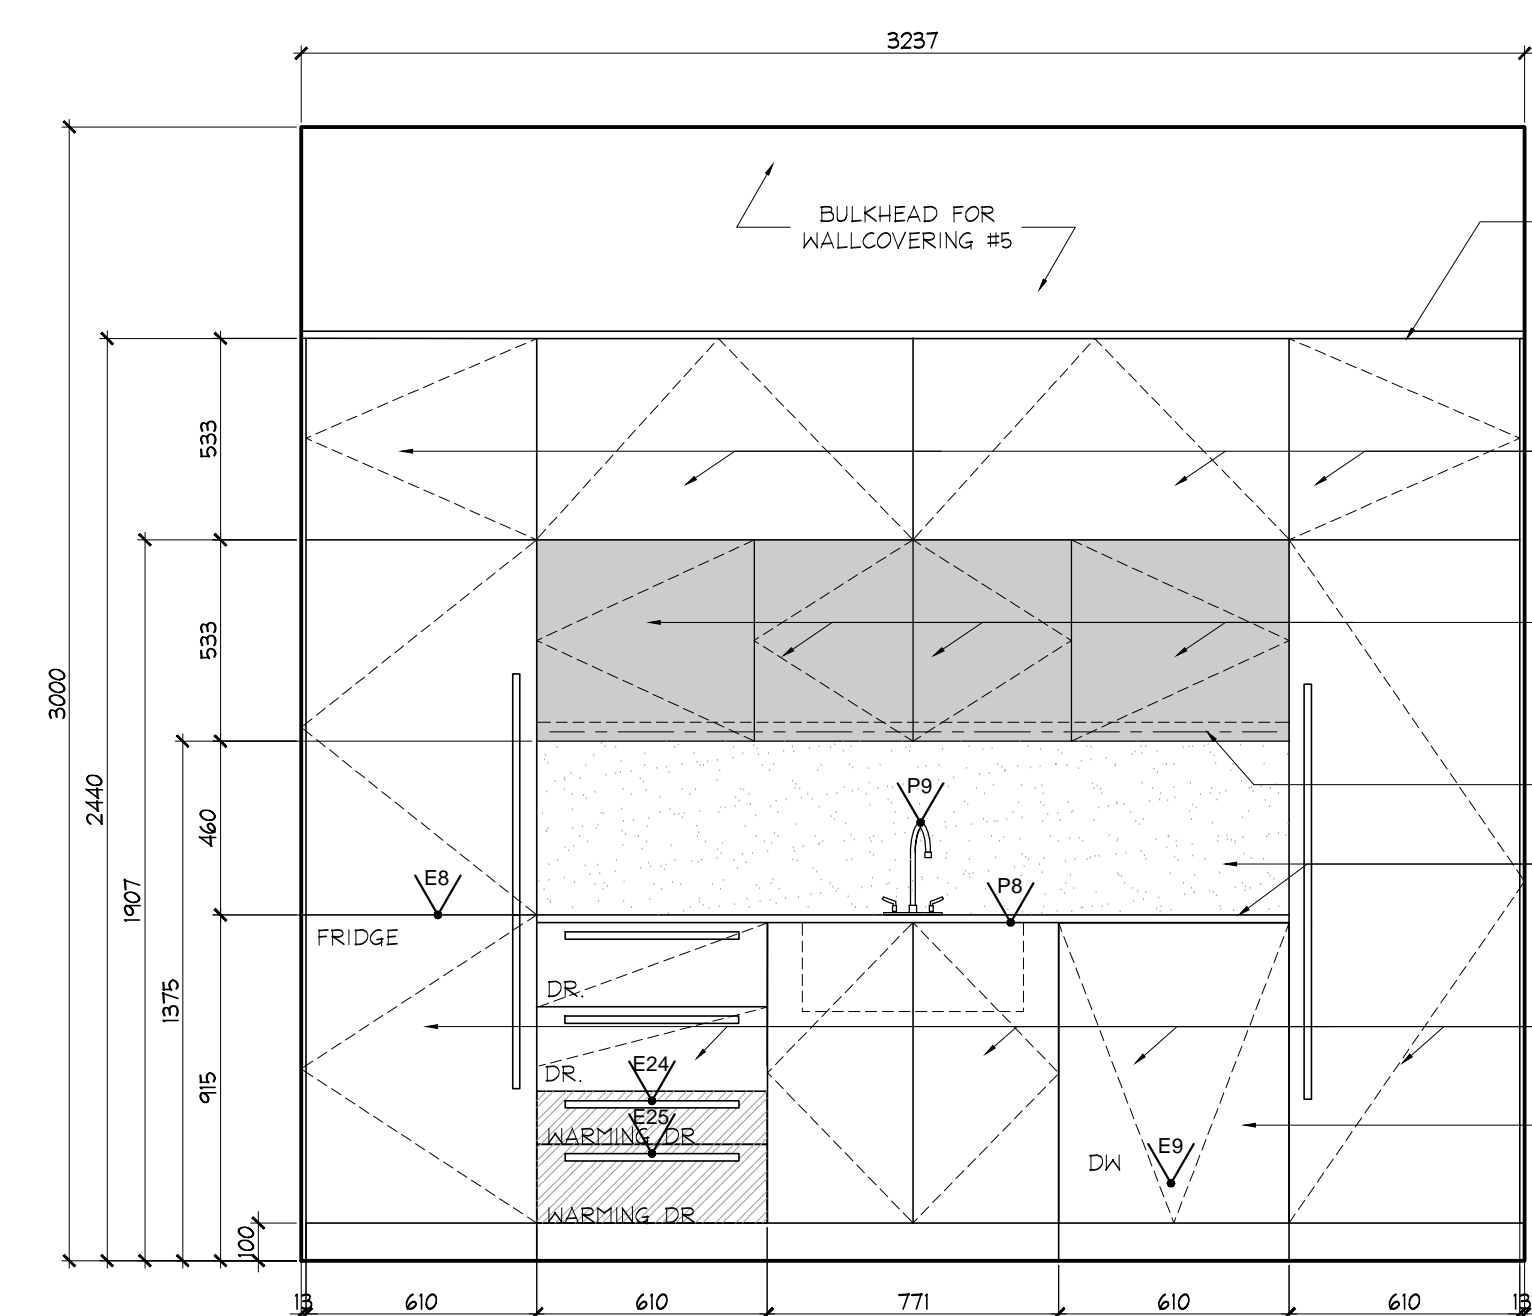 3237
BULKHEAD FOR
WALLCOVERING #5
533
533
3000
2440
460
1907
P9
E8
P8
FRIDGE
1375
DR.
915
DR.
E24
E25
WARMING DR
DW
E9
WARMING DR
100
13
610
610
771
610
610
13